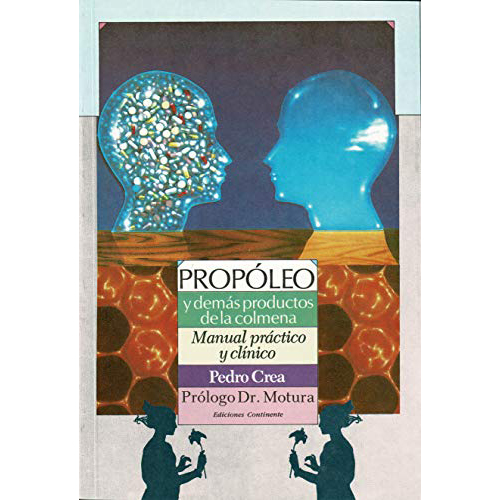 PROPÓLEO
y demás productos
de la colmena
Manual práctico
y clínico
Pedro Crea
Prólogo Dr. Motura
Ediciones Continente